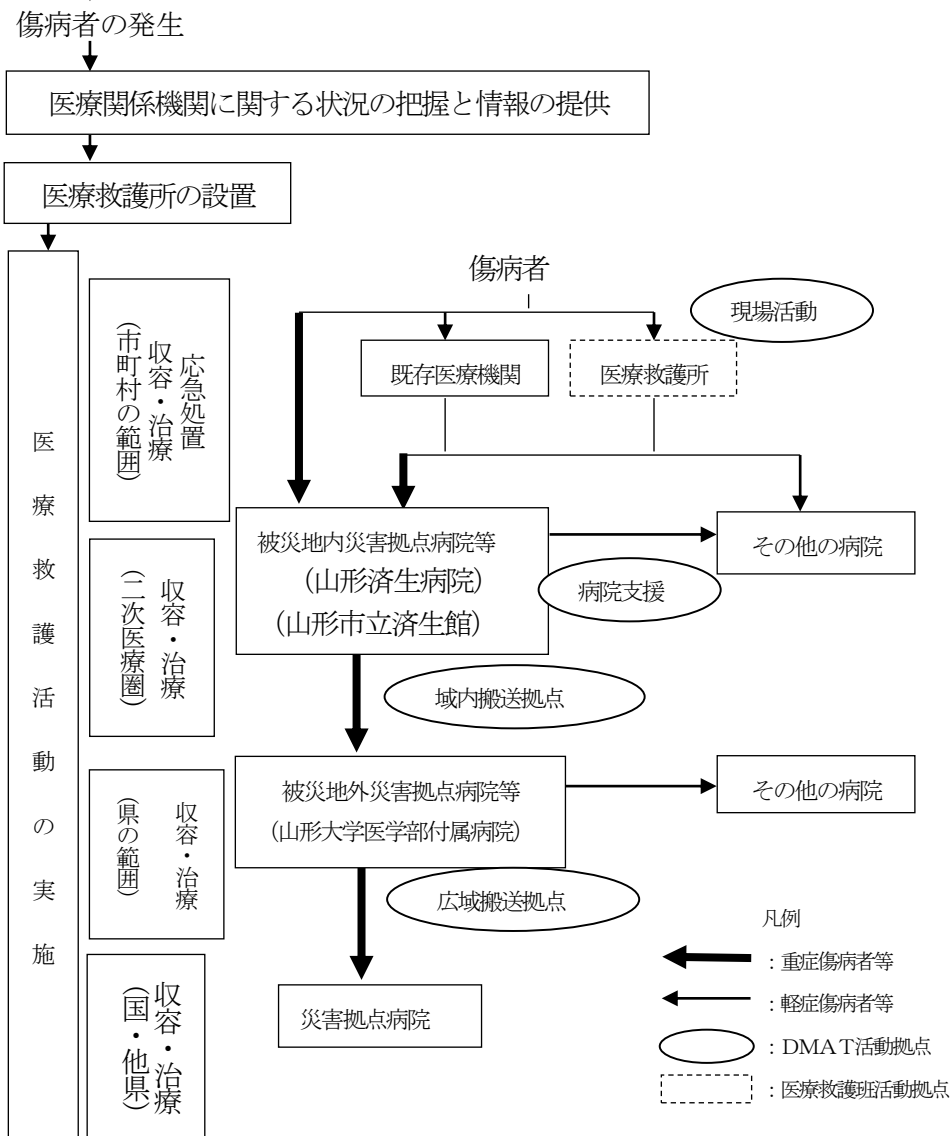 傷病者の発生
医療関係機関に関する状況の把握と情報の提供
医療救護所の設置
医療救護活動の実施
応急処置
収容・治療
(市町村の範囲)
収容・治療
(二次医療圏)
収容・治療
(県の範囲)
収容・治療
(国・他県)
傷病者
現場活動
既存医療機関
医療救護所
被災地内災害拠点病院等
(山形済生病院)
(山形市立済生館)
その他の病院
病院支援
域内搬送拠点
被災地外災害拠点病院等
(山形大学医学部付属病院)
その他の病院
広域搬送拠点
災害拠点病院
凡例
:重症傷病者等
:軽症傷病者等
:DMAT活動拠点
:医療救護班活動拠点